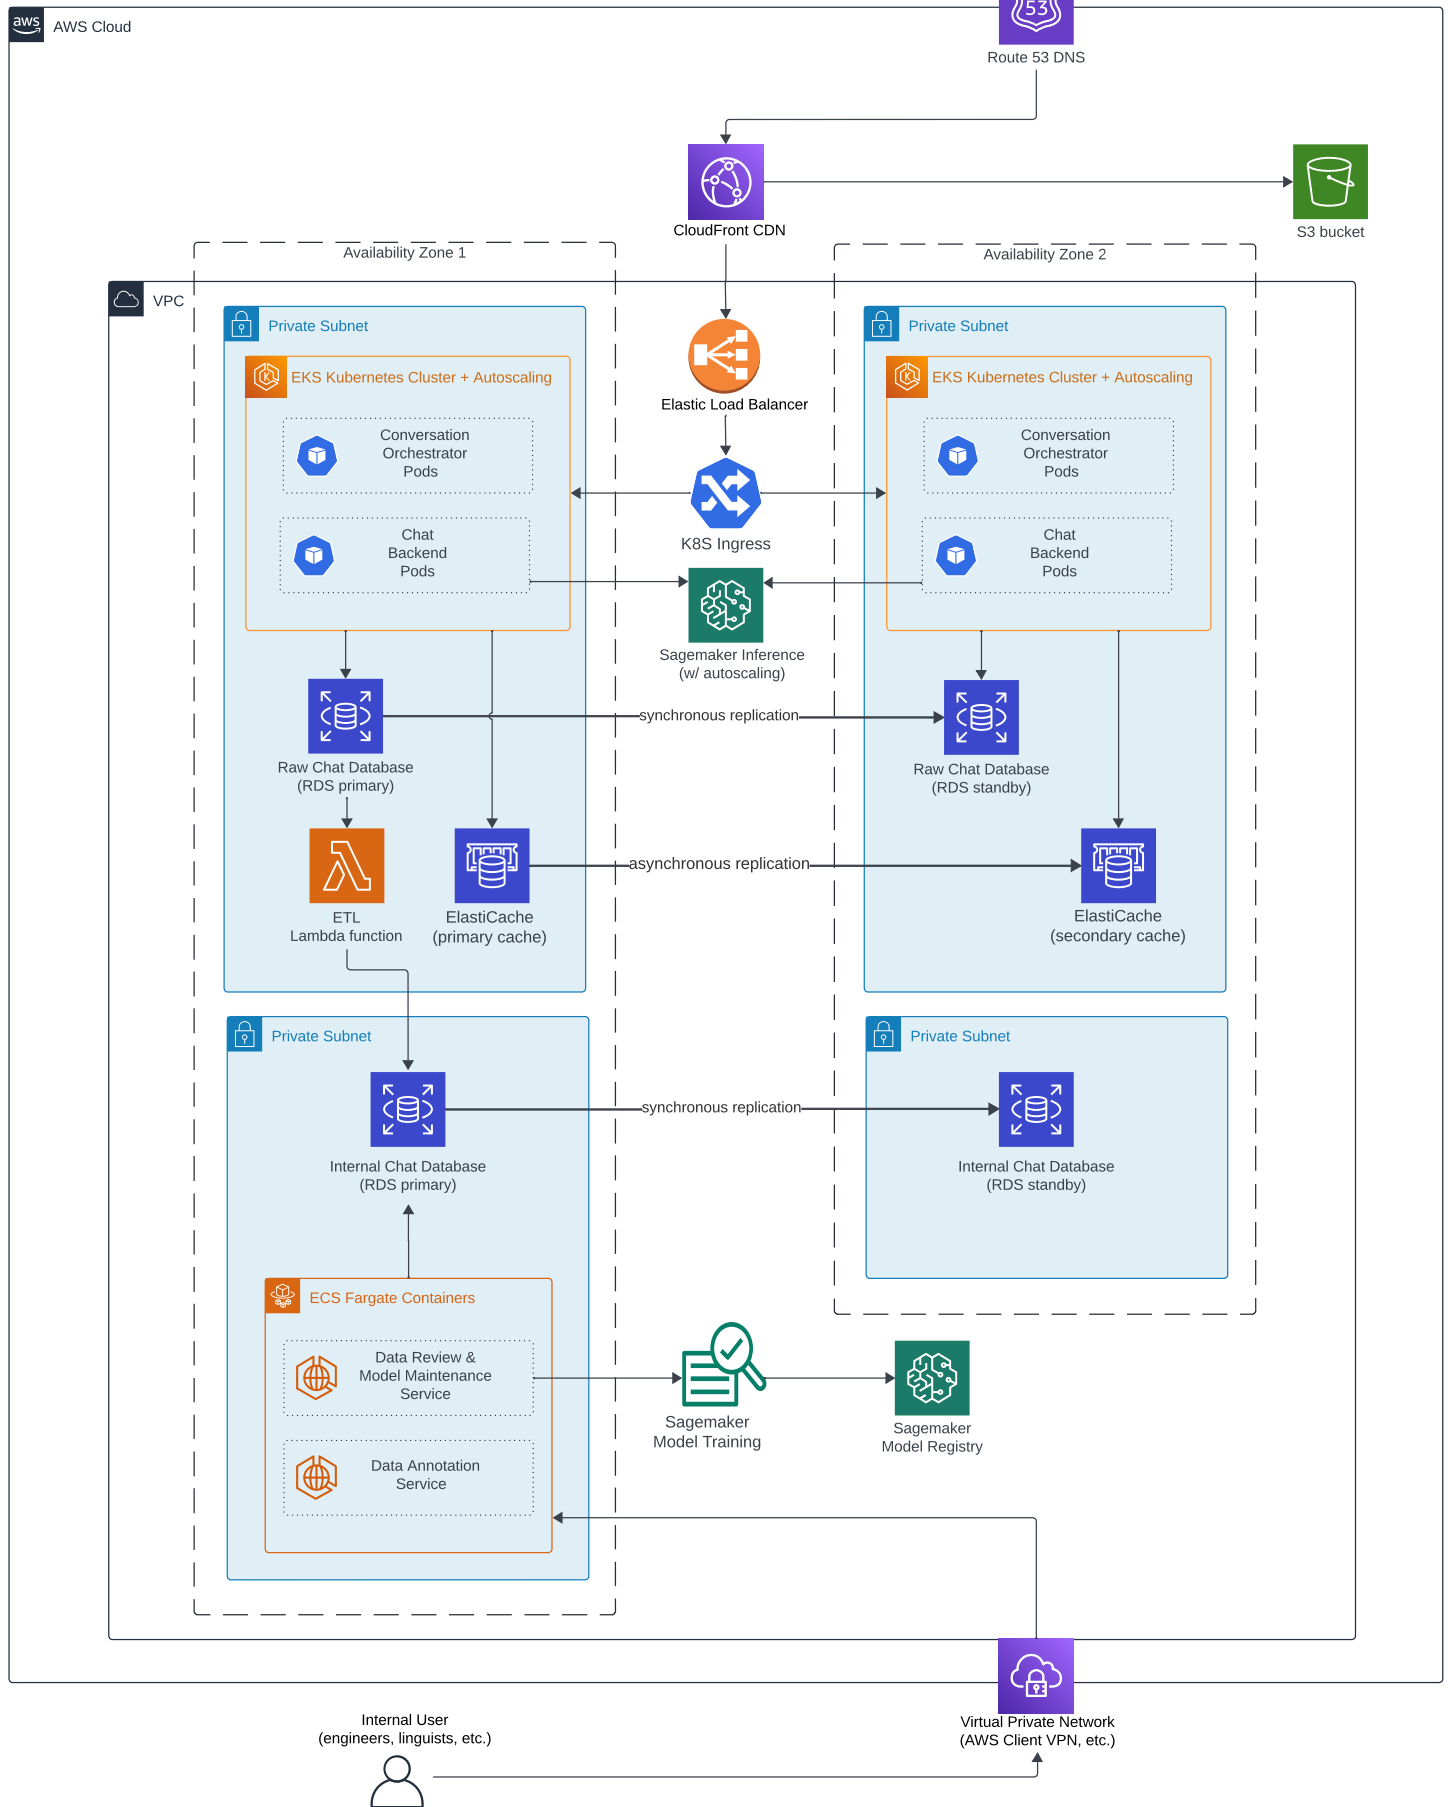 aws
AWS Cloud
53
Route 53 DNS
CloudFront CDN
S3 bucket
Availability Zone 1
Availability Zone 2
VPC
Private Subnet
EKS Kubernetes Cluster + Autoscaling
K
Conversation
Orchestrator
Pods
Chat
Backend
Pods
Elastic Load Balancer
K8S Ingress
Sagemaker Inference
(w/ autoscaling)
Private Subnet
EKS Kubernetes Cluster + Autoscaling
K
Conversation
Orchestrator
Pods
Chat
Backend
Pods
Raw Chat Database
(RDS primary)
synchronous replication
Raw Chat Database
(RDS standby)
ETL
Lambda function
ElastiCache
(primary cache)
asynchronous replication
ElastiCache
(secondary cache)
Private Subnet
Internal Chat Database
(RDS primary)
synchronous replication
Private Subnet
Internal Chat Database
(RDS standby)
ECS Fargate Containers
Data Review &
Model Maintenance
Service
Data Annotation
Service
Sagemaker
Model Training
Sagemaker
Model Registry
Internal User
(engineers, linguists, etc.)
Virtual Private Network
(AWS Client VPN, etc.)